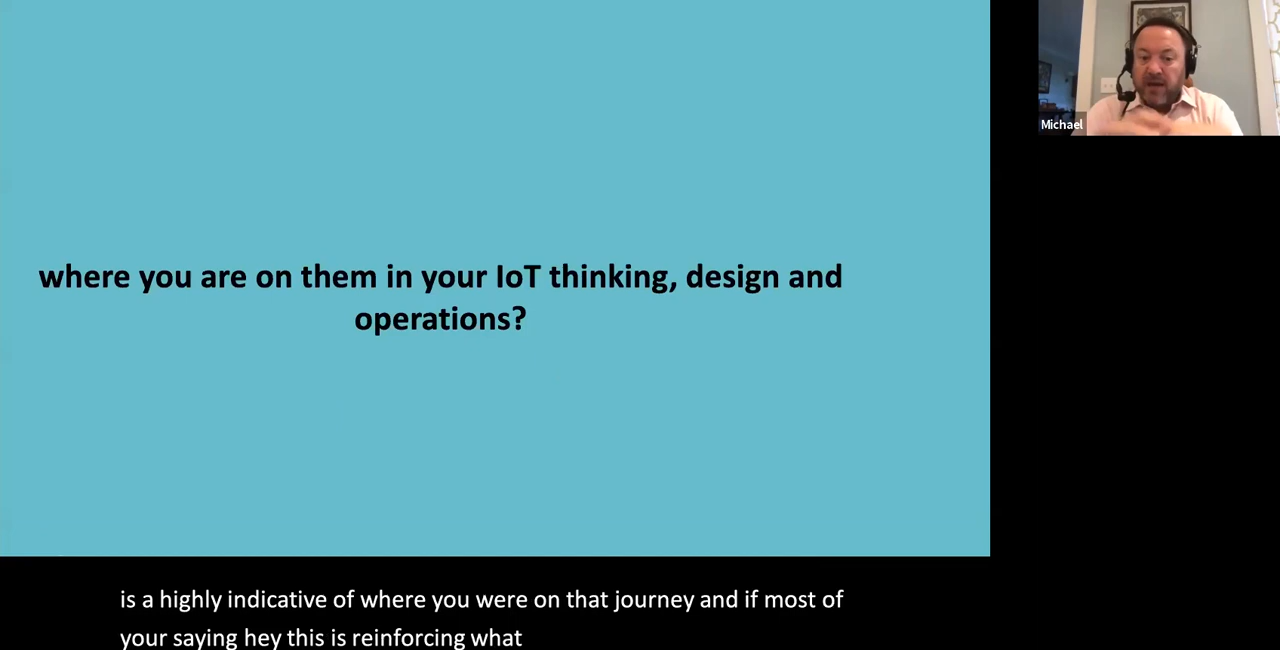 where you are on them in your IoT thinking, design and
operations?
Michael
is a highly indicative of where you were on that journey and if most of
your saying hey this is reinforcing what